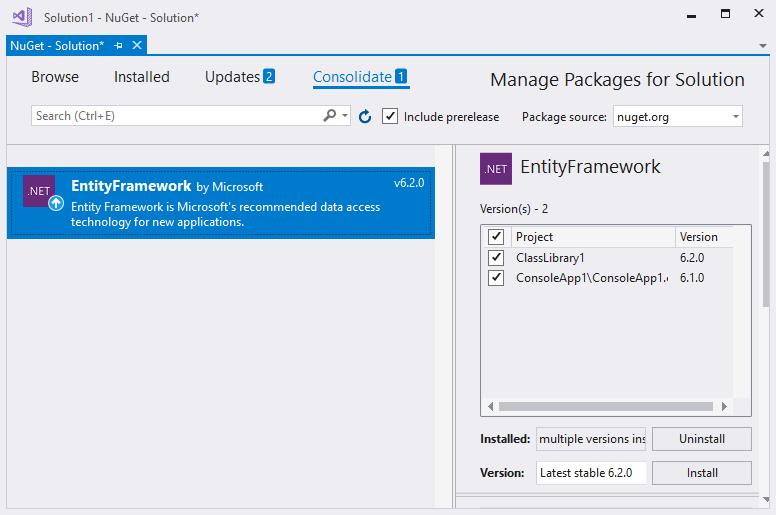 Solution1 - NuGet - Solution*
NuGet - Solution*
Browse Installed Updates 2 Consolidate 1 Manage Packages for Solution
Search (Ctrl+E) Include prerelease Package source: nuget.org
.NET EntityFramework by Microsoft v6.2.0
Entity Framework is Microsoft's recommended data access
technology for new applications.
.NET EntityFramework
Version(s) - 2
Project Version
ClassLibrary1 6.2.0
ConsoleApp1\ConsoleApp1. 6.1.0
Installed: multiple versions ins Uninstall
Version: Latest stable 6.2.0 Install